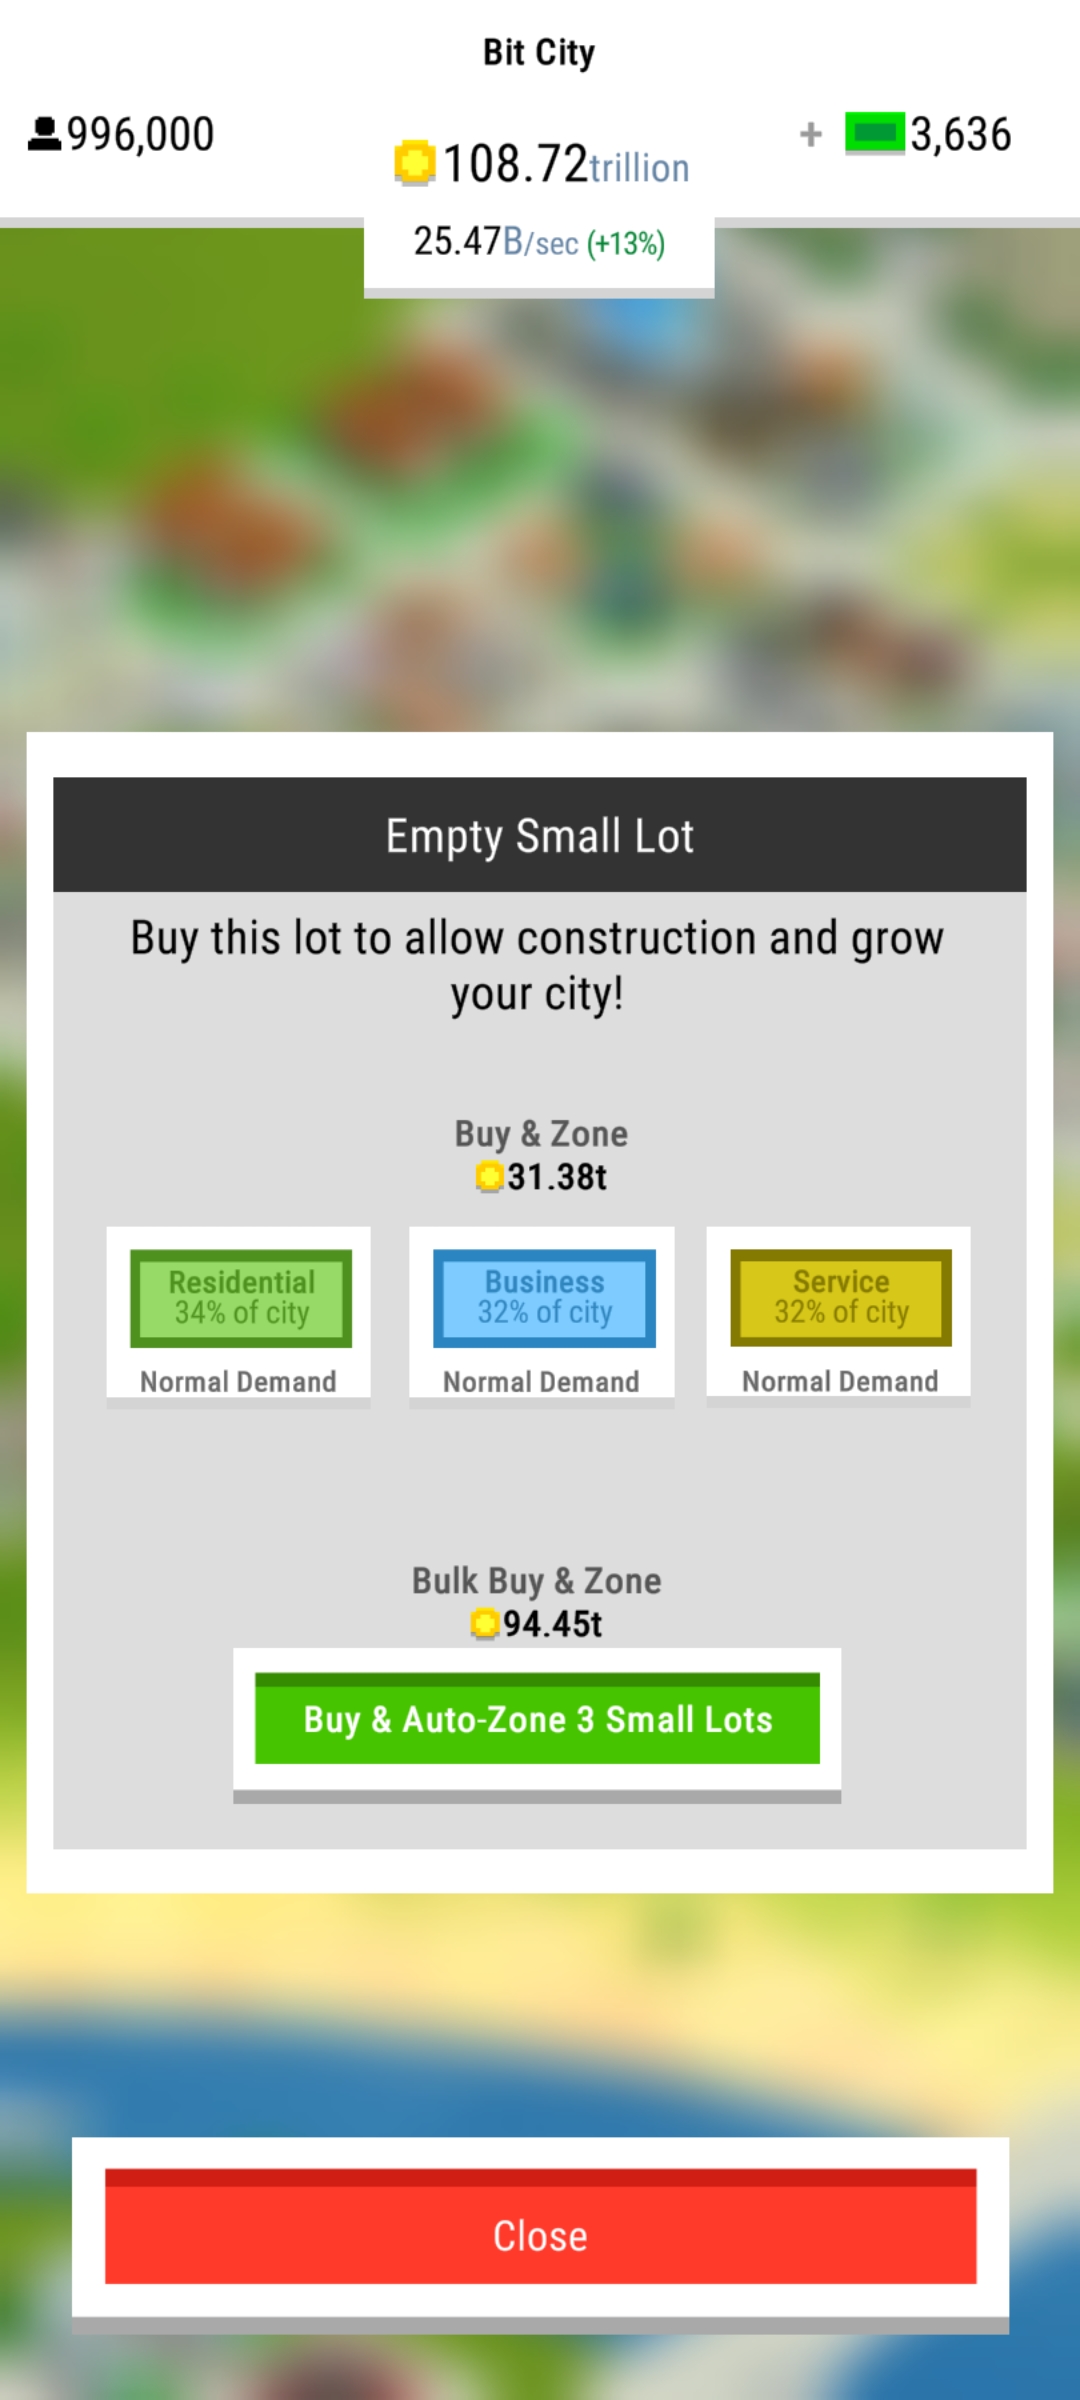 Bit City
996,000
108.72trillion
+ 3,636
25.47B/sec (+13%)
Empty Small Lot
Buy this lot to allow construction and grow
your city!
Buy & Zone
31.38t
Residential
34% of city
Normal Demand
Business
32% of city
Normal Demand
Service
32% of city
Normal Demand
Bulk Buy & Zone
94.45t
Buy & Auto-Zone 3 Small Lots
Close